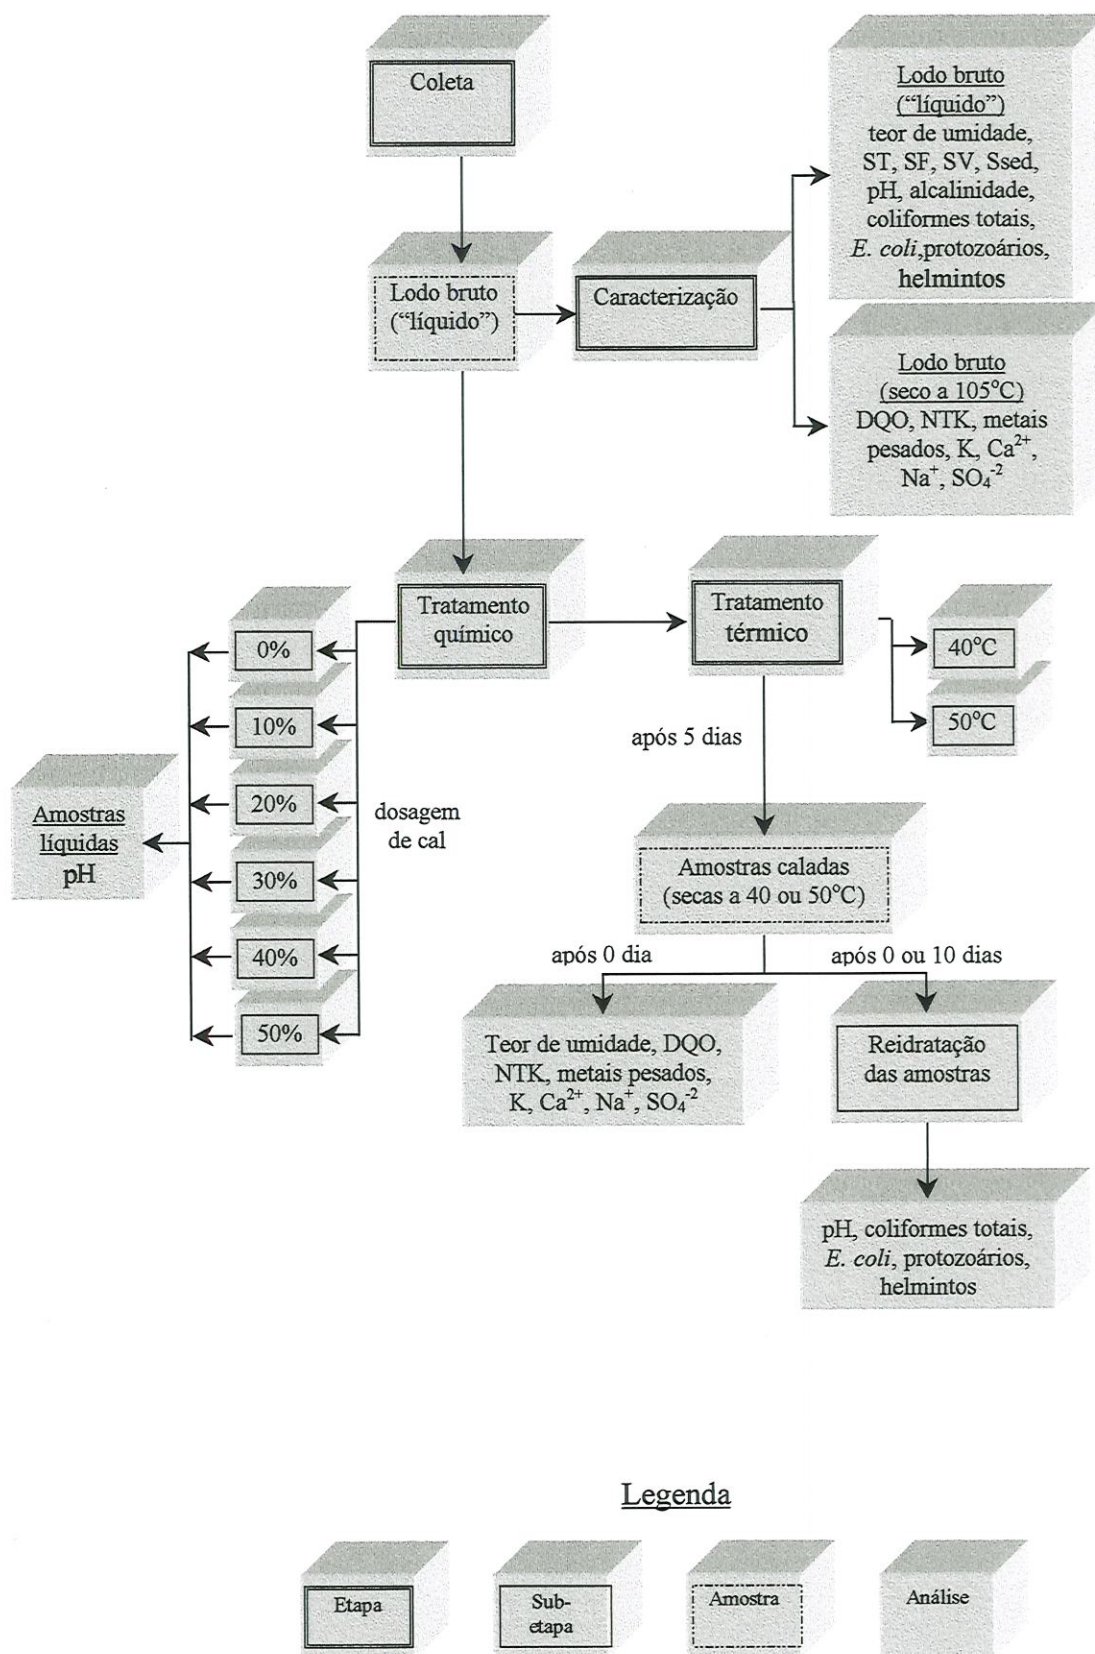 Coleta
Lodo bruto
(“líquido”)
teor de umidade,
ST, SF, SV, Ssed,
pH, alcalinidade,
coliformes totais,
E. coli,protozoários,
helmintos
Lodo bruto
(“líquido”)
Caracterização
Lodo bruto
(seco a 105°C)
DQO, NTK, metais
pesados, K, Ca²⁺,
Na⁺, SO₄⁻²
Tratamento
químico
Tratamento
térmico
40°C
50°C
0%
10%
20%
30%
40%
50%
dosagem
de cal
Amostras
líquidas
pH
após 5 dias
Amostras caladas
(secas a 40 ou 50°C)
após 0 dia
após 0 ou 10 dias
Teor de umidade, DQO,
NTK, metais pesados,
K, Ca²⁺, Na⁺, SO₄⁻²
Reidratação
das amostras
pH, coliformes totais,
E. coli, protozoários,
helmintos
Legenda
Etapa
Sub-
etapa
Amostra
Análise